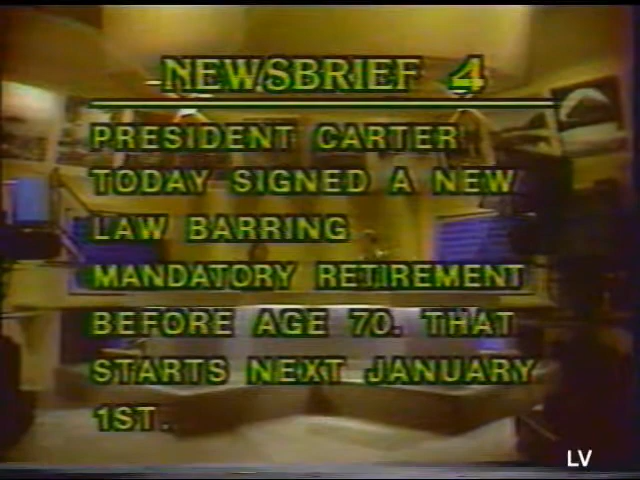 NEWSBRIEF 4
PRESIDENT CARTER
TODAY SIGNED A NEW
LAW BARRING
MANDATORY RETIREMENT
BEFORE AGE 70. THAT
STARTS NEXT JANUARY
1ST.
LV